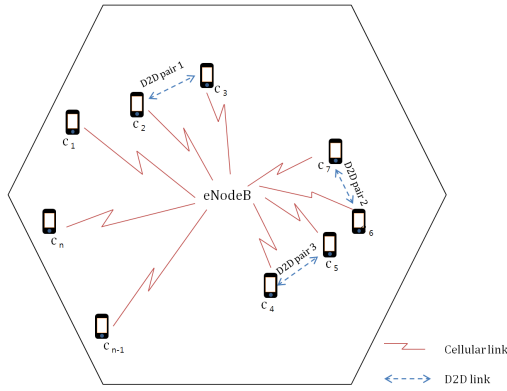 D2D pair 1
c 3
c 2
c 1
c 7
D2D pair 2
eNodeB
6
c n
D2D pair 3
c 5
c 4
c n-1
Cellular link
D2D link